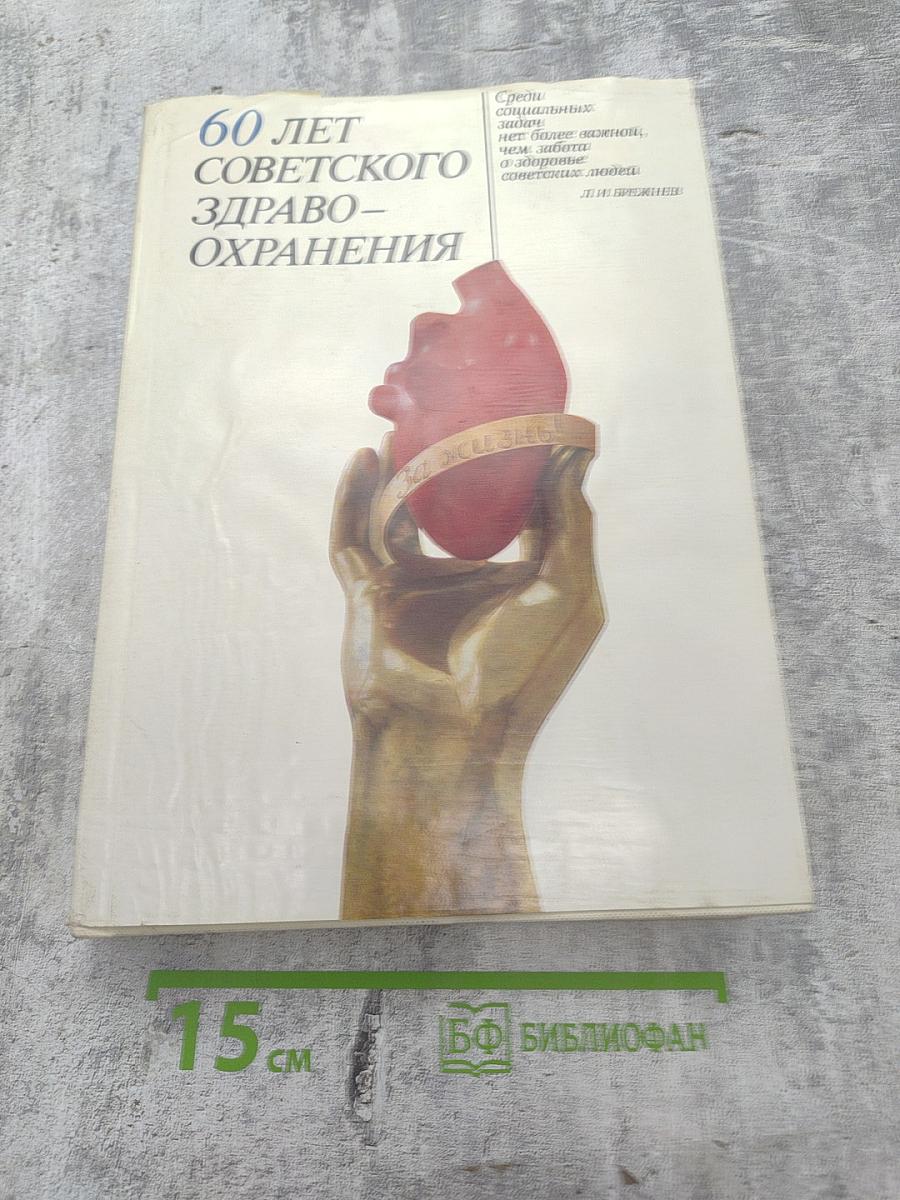 60 ЛЕТ
СОВЕТСКОГО
ЗДРАВО–
ОХРАНЕНИЯ
Среди
социальных
задач
нет более важной,
чем забота
о здоровье
советских людей
Л. И. БРЕЖНЕВ
За жизнь!
15 см
БФ БИБЛИОФАН